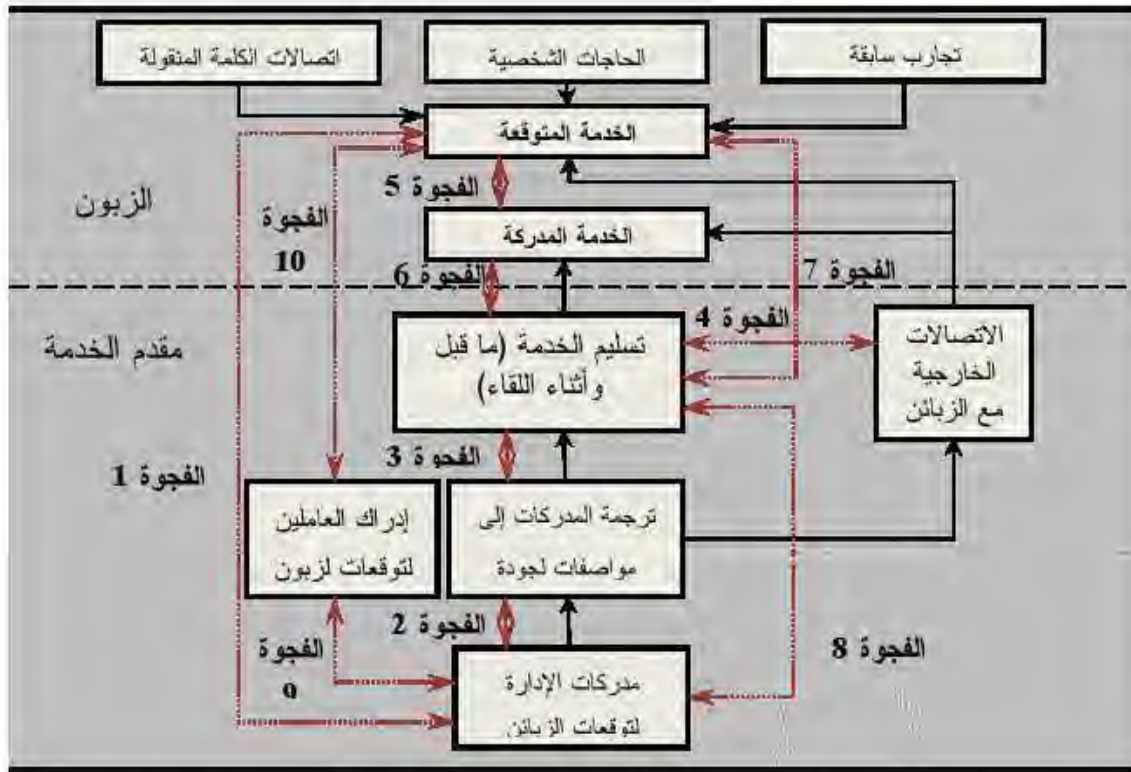 اتصالات الكلمة المنقولة
الحاجات الشخصية
تجارب سابقة
الخدمة المتوقعة
الفجوة 5
الزبون
الفجوة
10
الخدمة المدركة
الفجوة 6
الفجوة 7
مقدم الخدمة
تسليم الخدمة (ما قبل
وأثناء اللقاء)
الفجوة 4
الاتصالات
الخارجية
مع الزبائن
الفجوة 3
الفجوة 1
إدراك العاملين
لتوقعات لزبون
ترجمة المدركات إلى
مواصفات لجودة
الفجوة 2
الفجوة
9
الفجوة 8
مدركات الإدارة
لتوقعات الزبائن